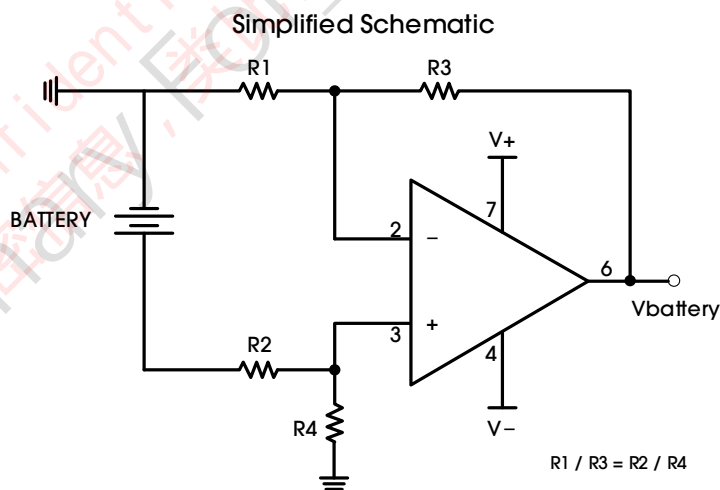 Simplified Schematic
R1
R3
V+
BATTERY
7
2
−
6
Vbattery
3
+
R2
4
R4
V−
R1 / R3 = R2 / R4